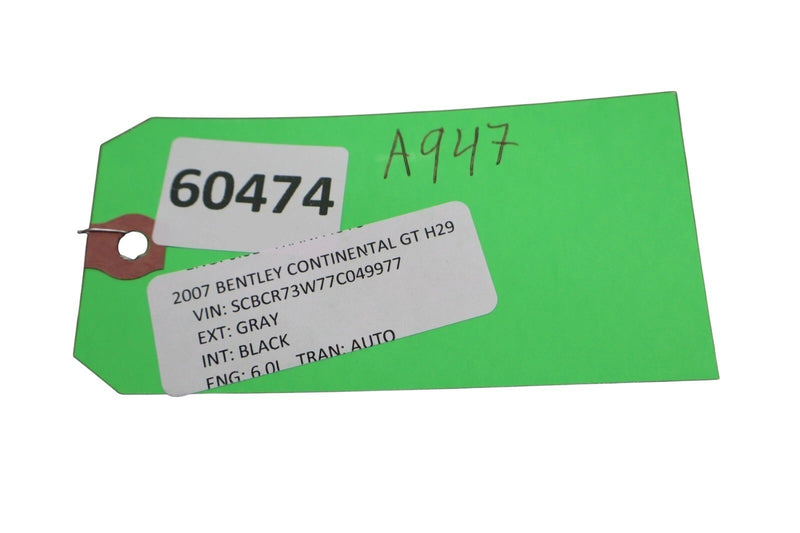 A947
60474
2007 BENTLEY CONTINENTAL GT H29
VIN: SCBCR73W77C049977
EXT: GRAY
INT: BLACK
ENG: 6.0L TRAN: AUTO